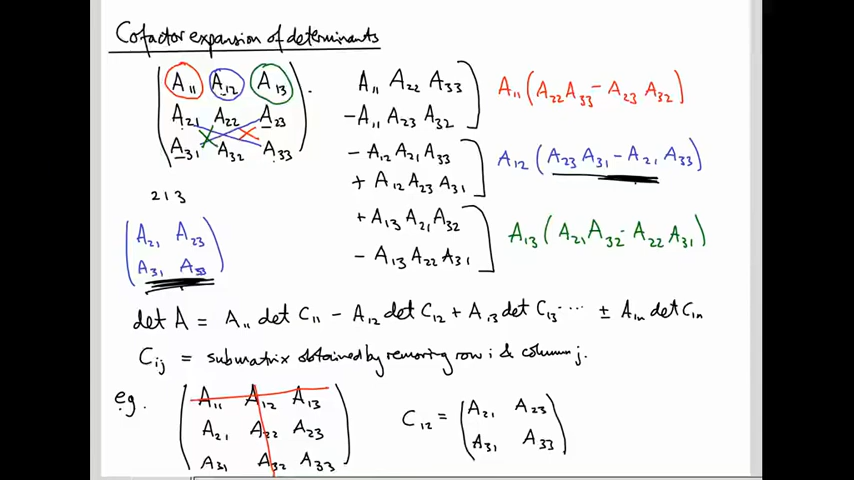 Cofactor expansion of determinants
A₁₁ A₁₂ A₁₃
A₂₁ A₂₂ A₂₃
A₃₁ A₃₂ A₃₃
A₁₁ A₂₂ A₃₃
-A₁₁ A₂₃ A₃₂
- A₁₂ A₂₁ A₃₃
+ A₁₂ A₂₃ A₃₁
+ A₁₃ A₂₁ A₃₂
- A₁₃ A₂₂ A₃₁
A₁₁ (A₂₂ A₃₃ - A₂₃ A₃₂)
A₁₂ (A₂₃ A₃₁ - A₂₁ A₃₃)
A₁₃ (A₂₁ A₃₂ - A₂₂ A₃₁)
2 1 3
A₂₁ A₂₃
A₃₁ A₃₃
det A = A₁₁ det C₁₁ - A₁₂ det C₁₂ + A₁₃ det C₁₃ ... ± A₁ₙ det C₁ₙ
Cᵢⱼ = submatrix obtained by removing row i & column j.
e.g.
A₁₁ A₁₂ A₁₃
A₂₁ A₂₂ A₂₃
A₃₁ A₃₂ A₃₃
C₁₂ = (A₂₁ A₂₃
A₃₁ A₃₃)